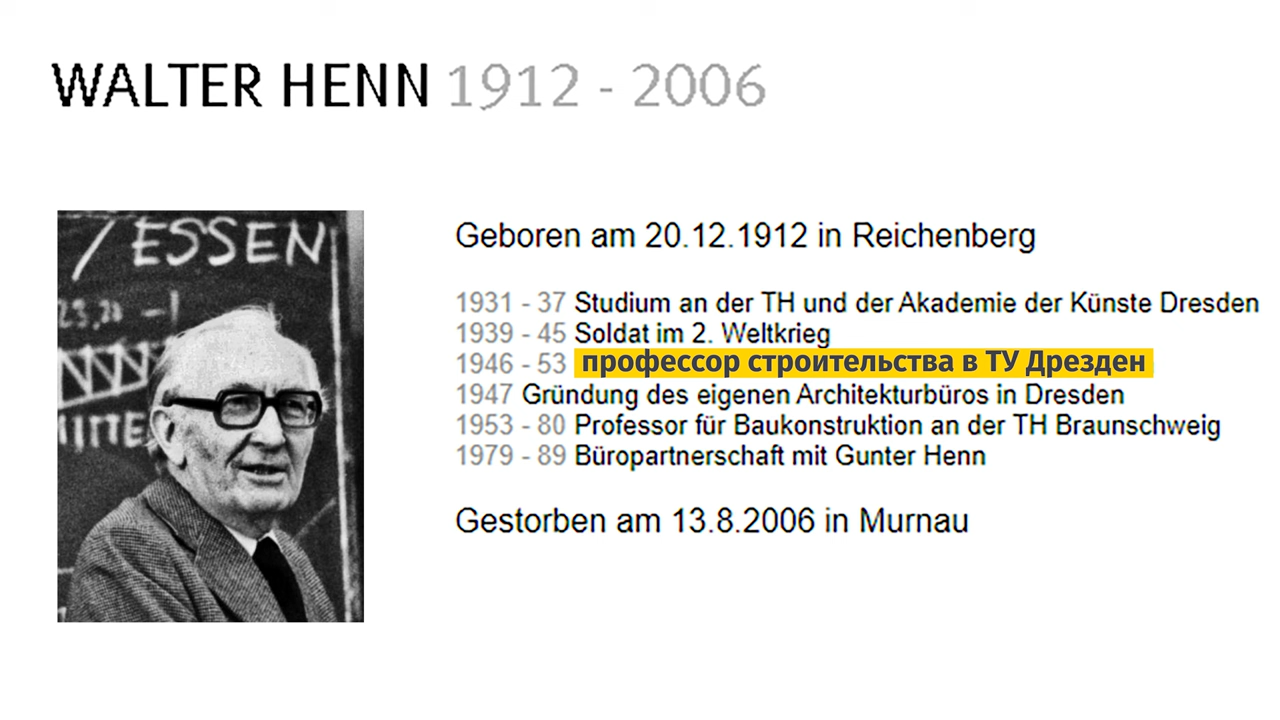 WALTER HENN 1912 - 2006
/ ESSEN
Geboren am 20.12.1912 in Reichenberg
1931 - 37 Studium an der TH und der Akademie der Künste Dresden
1939 - 45 Soldat im 2. Weltkrieg
1946 - 53 профессор строительства в ТУ Дрезден
1947 Gründung des eigenen Architekturbüros in Dresden
1953 - 80 Professor für Baukonstruktion an der TH Braunschweig
1979 - 89 Büropartnerschaft mit Gunter Henn
Gestorben am 13.8.2006 in Murnau